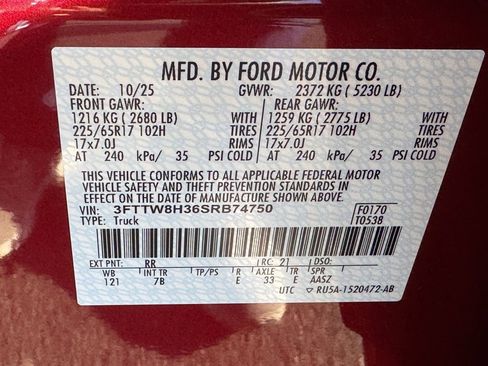 MFD. BY FORD MOTOR CO.
DATE: 10/25 GVWR: 2372 KG ( 5230 LB)
FRONT GAWR: REAR GAWR:
1216 KG ( 2680 LB) WITH 1259 KG ( 2775 LB) WITH
225/65R17 102H TIRES 225/65R17 102H TIRES
17x7.0J RIMS 17x7.0J RIMS
AT 240 kPa/ 35 PSI COLD AT 240 kPa/ 35 PSI COLD
THIS VEHICLE CONFORMS TO ALL APPLICABLE FEDERAL MOTOR
VEHICLE SAFETY AND THEFT PREVENTION STANDARDS IN
EFFECT ON THE DATE OF MANUFACTURE SHOWN ABOVE.
VIN: 3FTTW8H36SRB74750 F0170
TYPE: Truck T0538
EXT PNT: RR RC: 21
WB INT TR TP/PS R AXLE TR SPR
121 7B E 33 E AASZ
UTC ▽ RU5A-1520472-AB